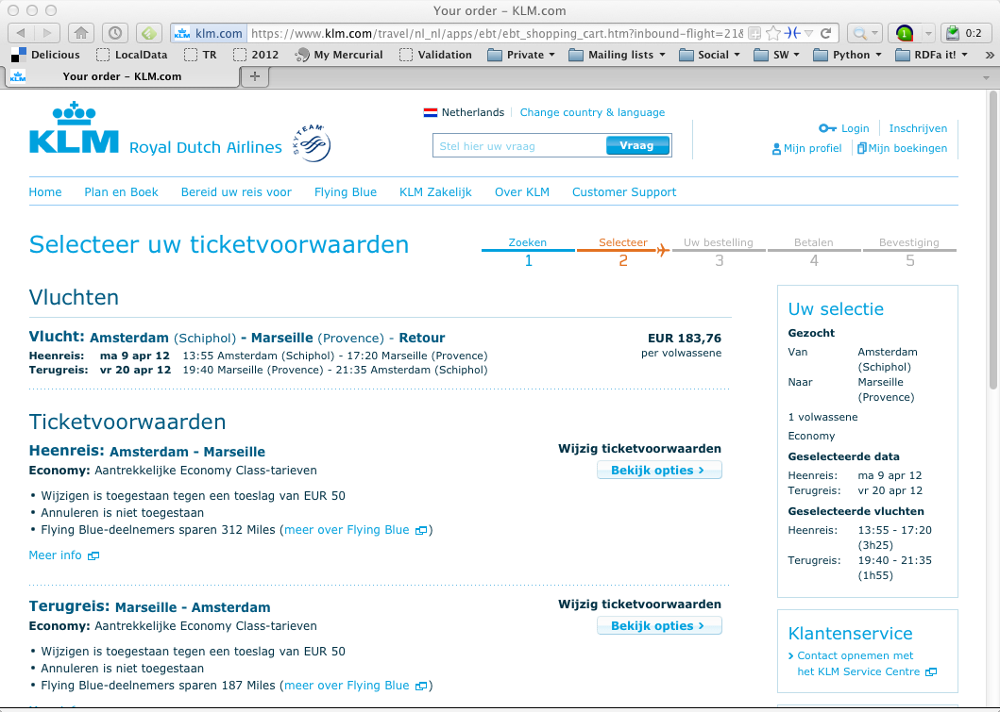 Your order – KLM.com
klm.com https://www.klm.com/travel/nl_nl/apps/ebt/ebt_shopping_cart.htm?inbound-flight=21& 1 0:2
Delicious LocalData TR 2012 My Mercurial Validation Private Mailing lists Social SW Python RDFa it! »
Your order – KLM.com +
KLM Royal Dutch Airlines SKYTEAM
Netherlands Change country & language
Stel hier uw vraag Vraag
Login Inschrijven
Mijn profiel Mijn boekingen
Home Plan en Boek Bereid uw reis voor Flying Blue KLM Zakelijk Over KLM Customer Support
Selecteer uw ticketvoorwaarden
Zoeken Selecteer Uw bestelling Betalen Bevestiging
1 2 3 4 5
Vluchten
Vlucht: Amsterdam (Schiphol) - Marseille (Provence) - Retour EUR 183,76
per volwassene
Heenreis: ma 9 apr 12 13:55 Amsterdam (Schiphol) - 17:20 Marseille (Provence)
Terugreis: vr 20 apr 12 19:40 Marseille (Provence) - 21:35 Amsterdam (Schiphol)
Ticketvoorwaarden
Heenreis: Amsterdam - Marseille Wijzig ticketvoorwaarden
Economy: Aantrekkelijke Economy Class-tarieven Bekijk opties ›
• Wijzigen is toegestaan tegen een toeslag van EUR 50
• Annuleren is niet toegestaan
• Flying Blue-deelnemers sparen 312 Miles (meer over Flying Blue )
Meer info
Terugreis: Marseille - Amsterdam Wijzig ticketvoorwaarden
Economy: Aantrekkelijke Economy Class-tarieven Bekijk opties ›
• Wijzigen is toegestaan tegen een toeslag van EUR 50
• Annuleren is niet toegestaan
• Flying Blue-deelnemers sparen 187 Miles (meer over Flying Blue )
Uw selectie
Gezocht
Van Amsterdam
(Schiphol)
Naar Marseille
(Provence)
1 volwassene
Economy
Geselecteerde data
Heenreis: ma 9 apr 12
Terugreis: vr 20 apr 12
Geselecteerde vluchten
Heenreis: 13:55 - 17:20
(3h25)
Terugreis: 19:40 - 21:35
(1h55)
Klantenservice
› Contact opnemen met
het KLM Service Centre